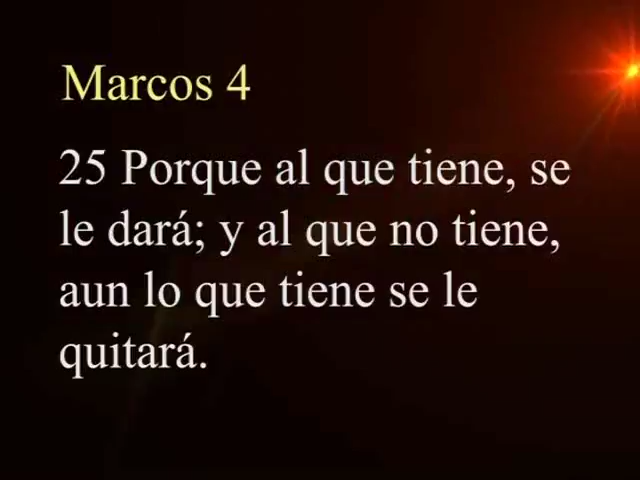 Marcos 4
25 Porque al que tiene, se
le dará; y al que no tiene,
aun lo que tiene se le
quitará.